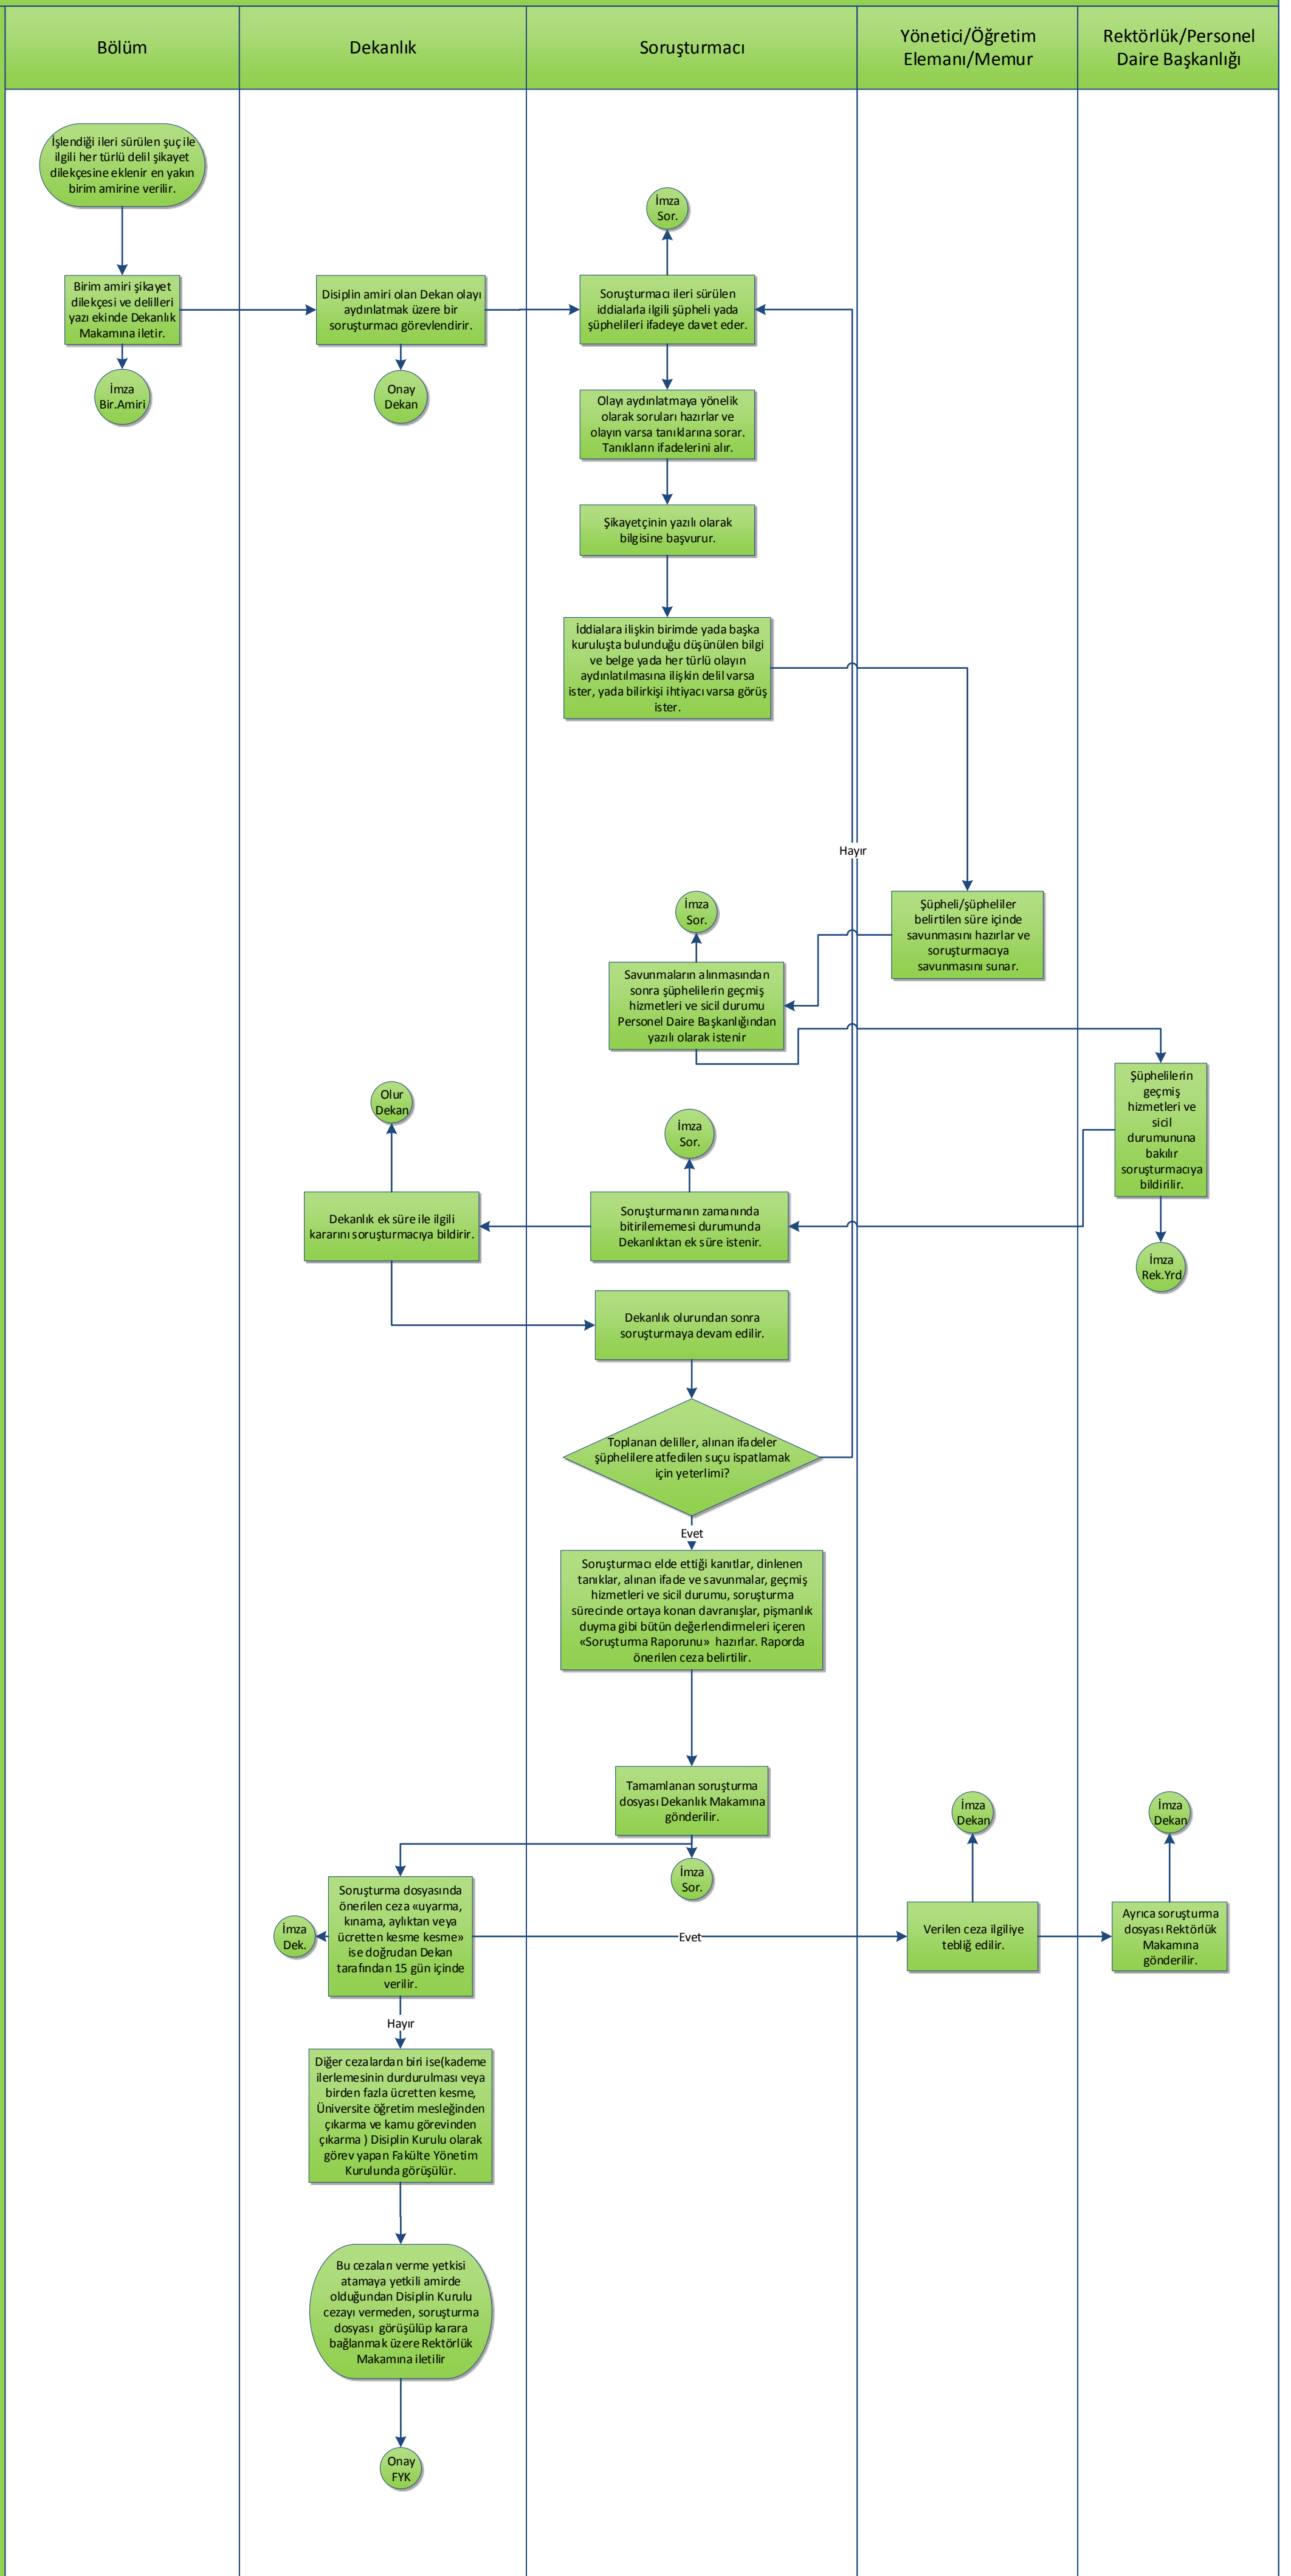 Bölüm
Dekanlık
Soruşturmacı
Yönetici/Öğretim
Elemanı/Memur
Rektörlük/Personel
Daire Başkanlığı
İşlendiği ileri sürülen şuç ile
ilgili her türlü delil şikayet
dilekçesine eklenir en yakın
birim amirine verilir.
İmza
Sor.
Birim amiri şikayet
dilekçesi ve delilleri
yazı ekinde Dekanlık
Makamına iletir.
İmza
Bir.Amiri
Disiplin amiri olan Dekan olayı
aydınlatmak üzere bir
soruşturmacı görevlendirir.
Onay
Dekan
Soruşturmacı ileri sürülen
iddialarla ilgili şüpheli yada
şüphelileri ifadeye davet eder.
Olayı aydınlatmaya yönelik
olarak soruları hazırlar ve
olayın varsa tanıklarına sorar.
Tanıkların ifadelerini alır.
Şikayetçinin yazılı olarak
bilgisine başvurur.
İddialara ilişkin birimde yada başka
kuruluşta bulunduğu düşünülen bilgi
ve belge yada her türlü olayın
aydınlatılmasına ilişkin delil varsa
ister, yada bilirkişi ihtiyacı varsa görüş
ister.
Hayır
Şüpheli/şüpheliler
belirtilen süre içinde
savunmasını hazırlar ve
soruşturmacıya
savunmasını sunar.
İmza
Sor.
Savunmaların alınmasından
sonra şüphelilerin geçmiş
hizmetleri ve sicil durumu
Personel Daire Başkanlığından
yazılı olarak istenir
Şüphelilerin
geçmiş
hizmetleri ve
sicil
durumununa
bakılır
soruşturmacıya
bildirilir.
İmza
Rek.Yrd
Olur
Dekan
İmza
Sor.
Soruşturmanın zamanında
bitirilememesi durumunda
Dekanlıktan ek süre istenir.
Dekanlık ek süre ile ilgili
kararını soruşturmacıya bildirir.
Dekanlık olurundan sonra
soruşturmaya devam edilir.
Toplanan deliller, alınan ifadeler
şüphelilere atfedilen suçu ispatlamak
için yeterlimi?
Evet
Soruşturmacı elde ettiği kanıtlar, dinlenen
tanıklar, alınan ifade ve savunmalar, geçmiş
hizmetleri ve sicil durumu, soruşturma
sürecinde ortaya konan davranışlar, pişmanlık
duyma gibi bütün değerlendirmeleri içeren
«Soruşturma Raporunu» hazırlar. Raporda
önerilen ceza belirtilir.
Tamamlanan soruşturma
dosyası Dekanlık Makamına
gönderilir.
İmza
Sor.
Soruşturma dosyasında
önerilen ceza «uyarma,
kınama, aylıktan veya
ücretten kesme kesme»
ise doğrudan Dekan
tarafından 15 gün içinde
verilir.
İmza
Dek.
Evet
İmza
Dekan
Verilen ceza ilgiliye
tebliğ edilir.
İmza
Dekan
Ayrıca soruşturma
dosyası Rektörlük
Makamına
gönderilir.
Hayır
Diğer cezalardan biri ise(kademe
ilerlemesinin durdurulması veya
birden fazla ücretten kesme,
Üniversite öğretim mesleğinden
çıkarma ve kamu görevinden
çıkarma ) Disiplin Kurulu olarak
görev yapan Fakülte Yönetim
Kurulunda görüşülür.
Bu cezaları verme yetkisi
atamaya yetkili amirde
olduğundan Disiplin Kurulu
cezayı vermeden, soruşturma
dosyası görüşülüp karara
bağlanmak üzere Rektörlük
Makamına iletilir
Onay
FYK